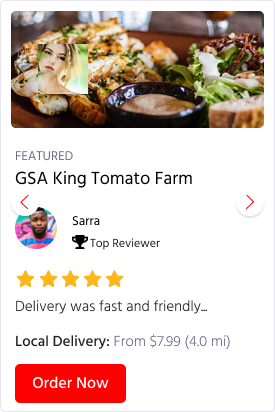 FEATURED
GSA King Tomato Farm
Sarra
Top Reviewer
Delivery was fast and friendly...
Local Delivery: From $7.99 (4.0 mi)
Order Now